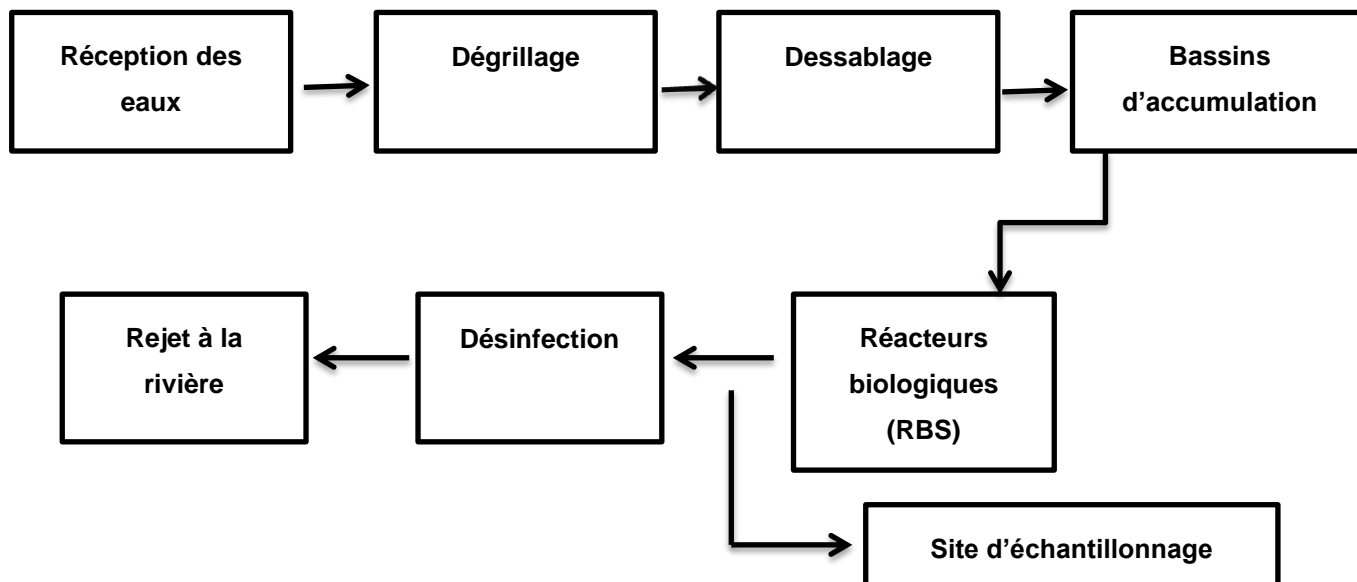 Réception des
eaux
Dégrillage
Dessablage
Bassins
d’accumulation
Rejet à la
rivière
Désinfection
Réacteurs
biologiques
(RBS)
Site d’échantillonnage